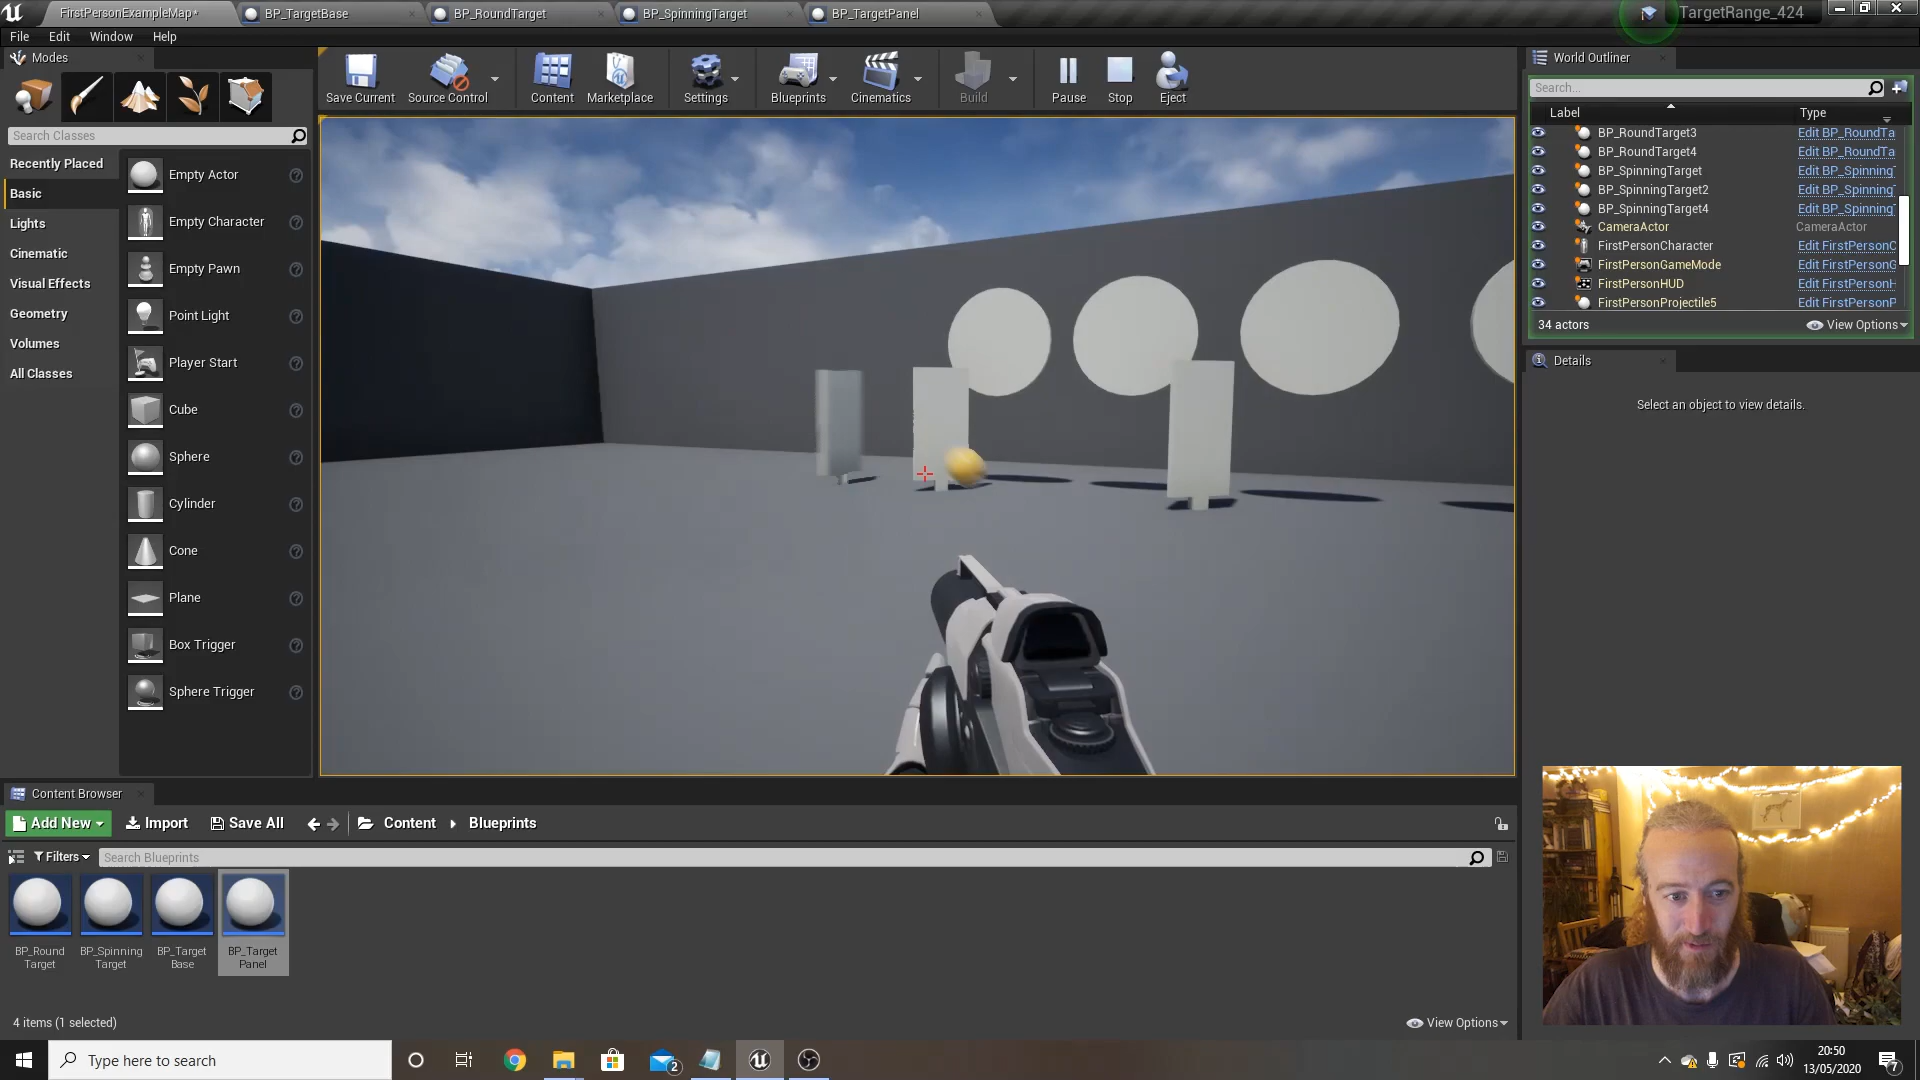 FirstPersonExampleMap*
BP_TargetBase
BP_RoundTarget
BP_SpinningTarget
BP_TargetPanel
TargetRange_424
File Edit Window Help
Modes
Save Current
Source Control
Content
Marketplace
Settings
Blueprints
Cinematics
Build
Pause
Stop
Eject
Search Classes
Recently Placed
Basic
Lights
Cinematic
Visual Effects
Geometry
Volumes
All Classes
Empty Actor
Empty Character
Empty Pawn
Point Light
Player Start
Cube
Sphere
Cylinder
Cone
Plane
Box Trigger
Sphere Trigger
World Outliner
Search...
Label Type
BP_RoundTarget3 Edit BP_RoundTa
BP_RoundTarget4 Edit BP_RoundTa
BP_SpinningTarget Edit BP_Spinning
BP_SpinningTarget2 Edit BP_Spinning
BP_SpinningTarget4 Edit BP_Spinning
CameraActor CameraActor
FirstPersonCharacter Edit FirstPersonC
FirstPersonGameMode Edit FirstPersonG
FirstPersonHUD Edit FirstPersonH
FirstPersonProjectile5 Edit FirstPersonP
34 actors View Options
Details
Select an object to view details.
Content Browser
Add New Import Save All Content Blueprints
Filters Search Blueprints
BP_Round
Target
BP_Spinning
Target
BP_Target
Base
BP_Target
Panel
4 items (1 selected) View Options
Type here to search
2
20:50
13/05/2020
7